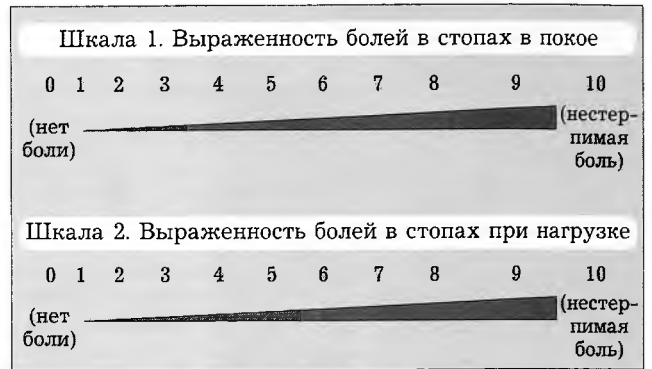 Шкала 1. Выраженность болей в стопах в покое
0 1 2 3 4 5 6 7 8 9 10
(нет
боли)
(нестер-
пимая
боль)
Шкала 2. Выраженность болей в стопах при нагрузке
0 1 2 3 4 5 6 7 8 9 10
(нет
боли)
(нестер-
пимая
боль)